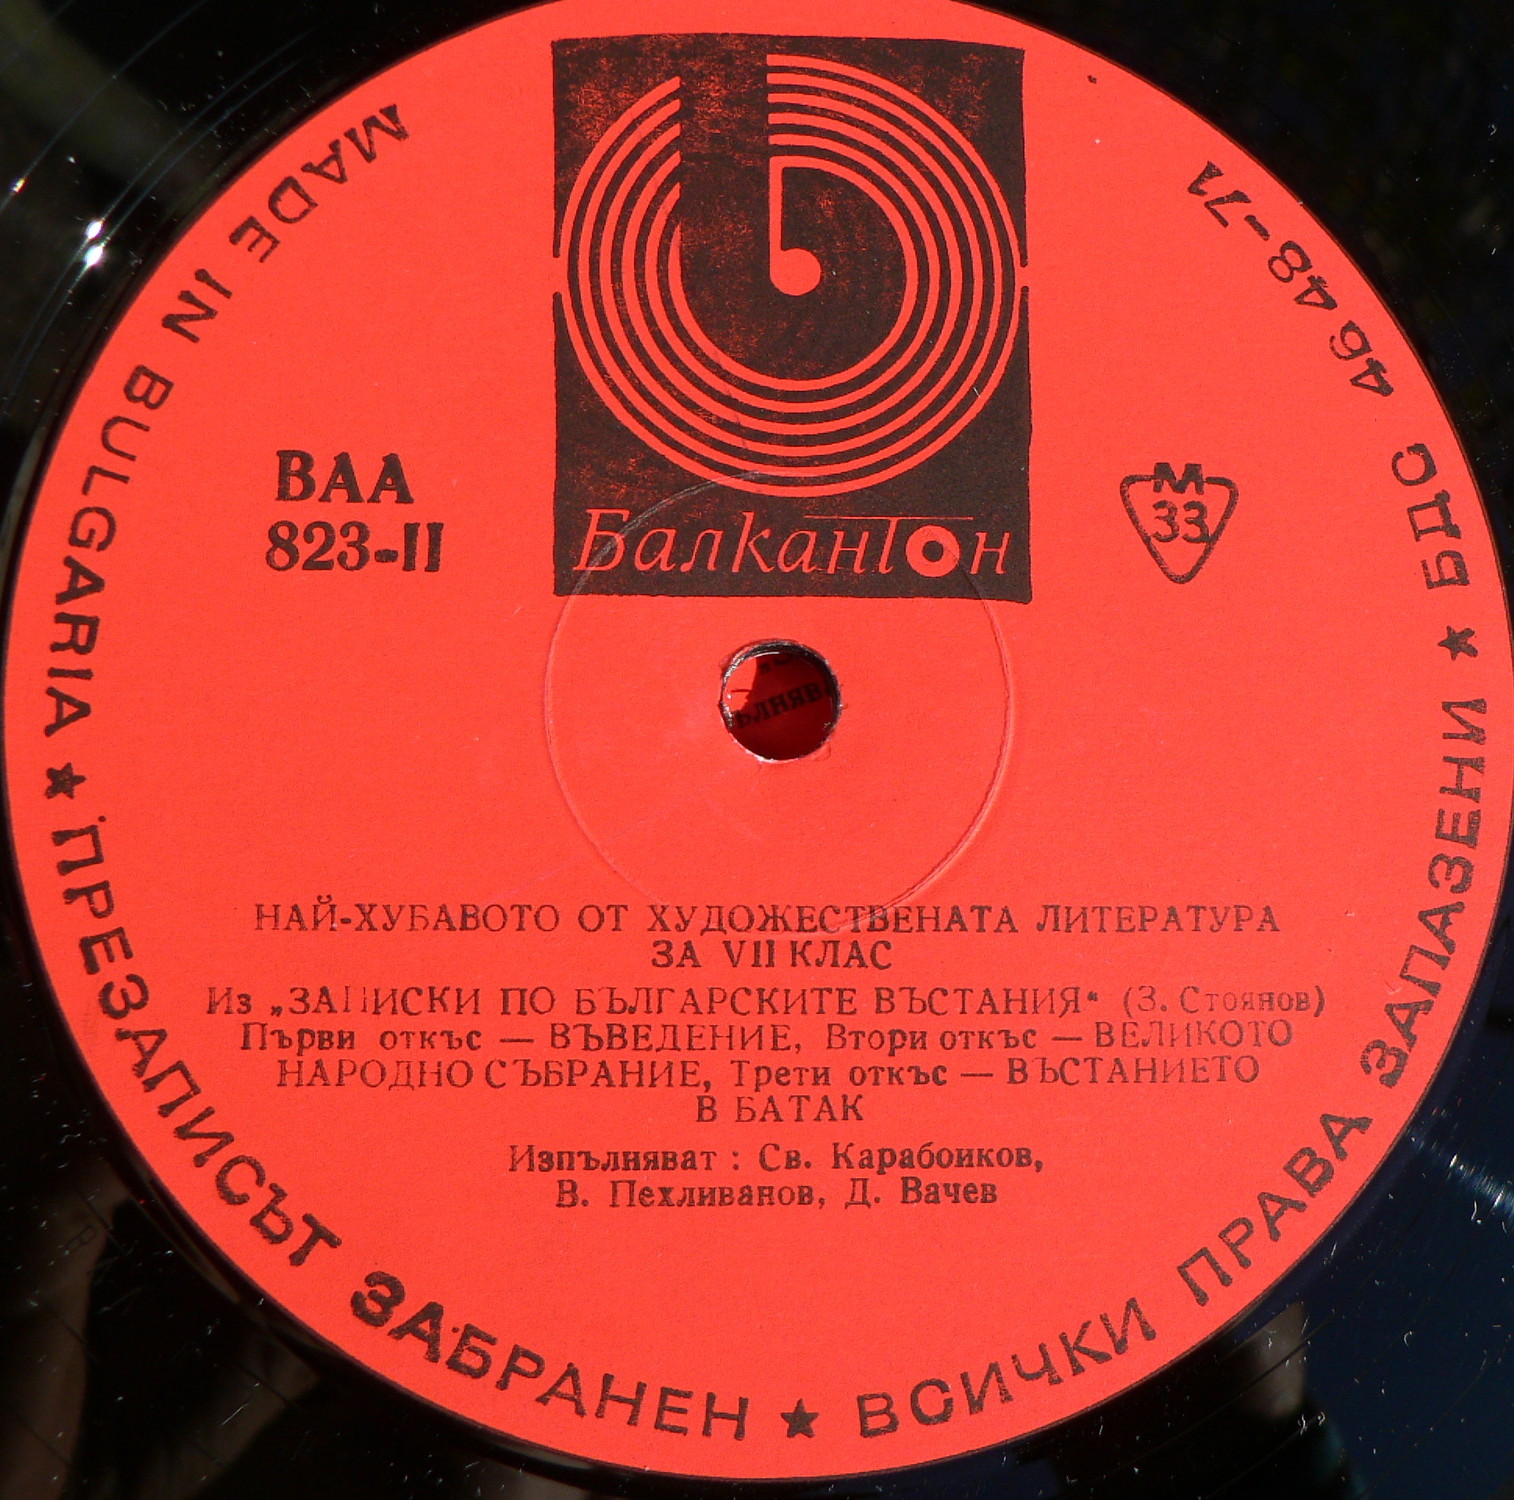 Балкантон
ВАА
823-II
М
33
НАЙ-ХУБАВОТО ОТ ХУДОЖЕСТВЕНАТА ЛИТЕРАТУРА
ЗА VII КЛАС
Из „ЗАПИСКИ ПО БЪЛГАРСКИТЕ ВЪСТАНИЯ“ (З. Стоянов)
Първи откъс — ВЪВЕДЕНИЕ, Втори откъс — ВЕЛИКОТО
НАРОДНО СЪБРАНИЕ, Трети откъс — ВЪСТАНИЕТО
В БАТАК
Изпълняват : Св. Карабоиков,
В. Пехливанов, Д. Вачев
MADE IN BULGARIA ★ ПРЕЗАПИСЪТ ЗАБРАНЕН ★ ВСИЧКИ ПРАВА ЗАПАЗЕНИ ★ БДС 4648-71